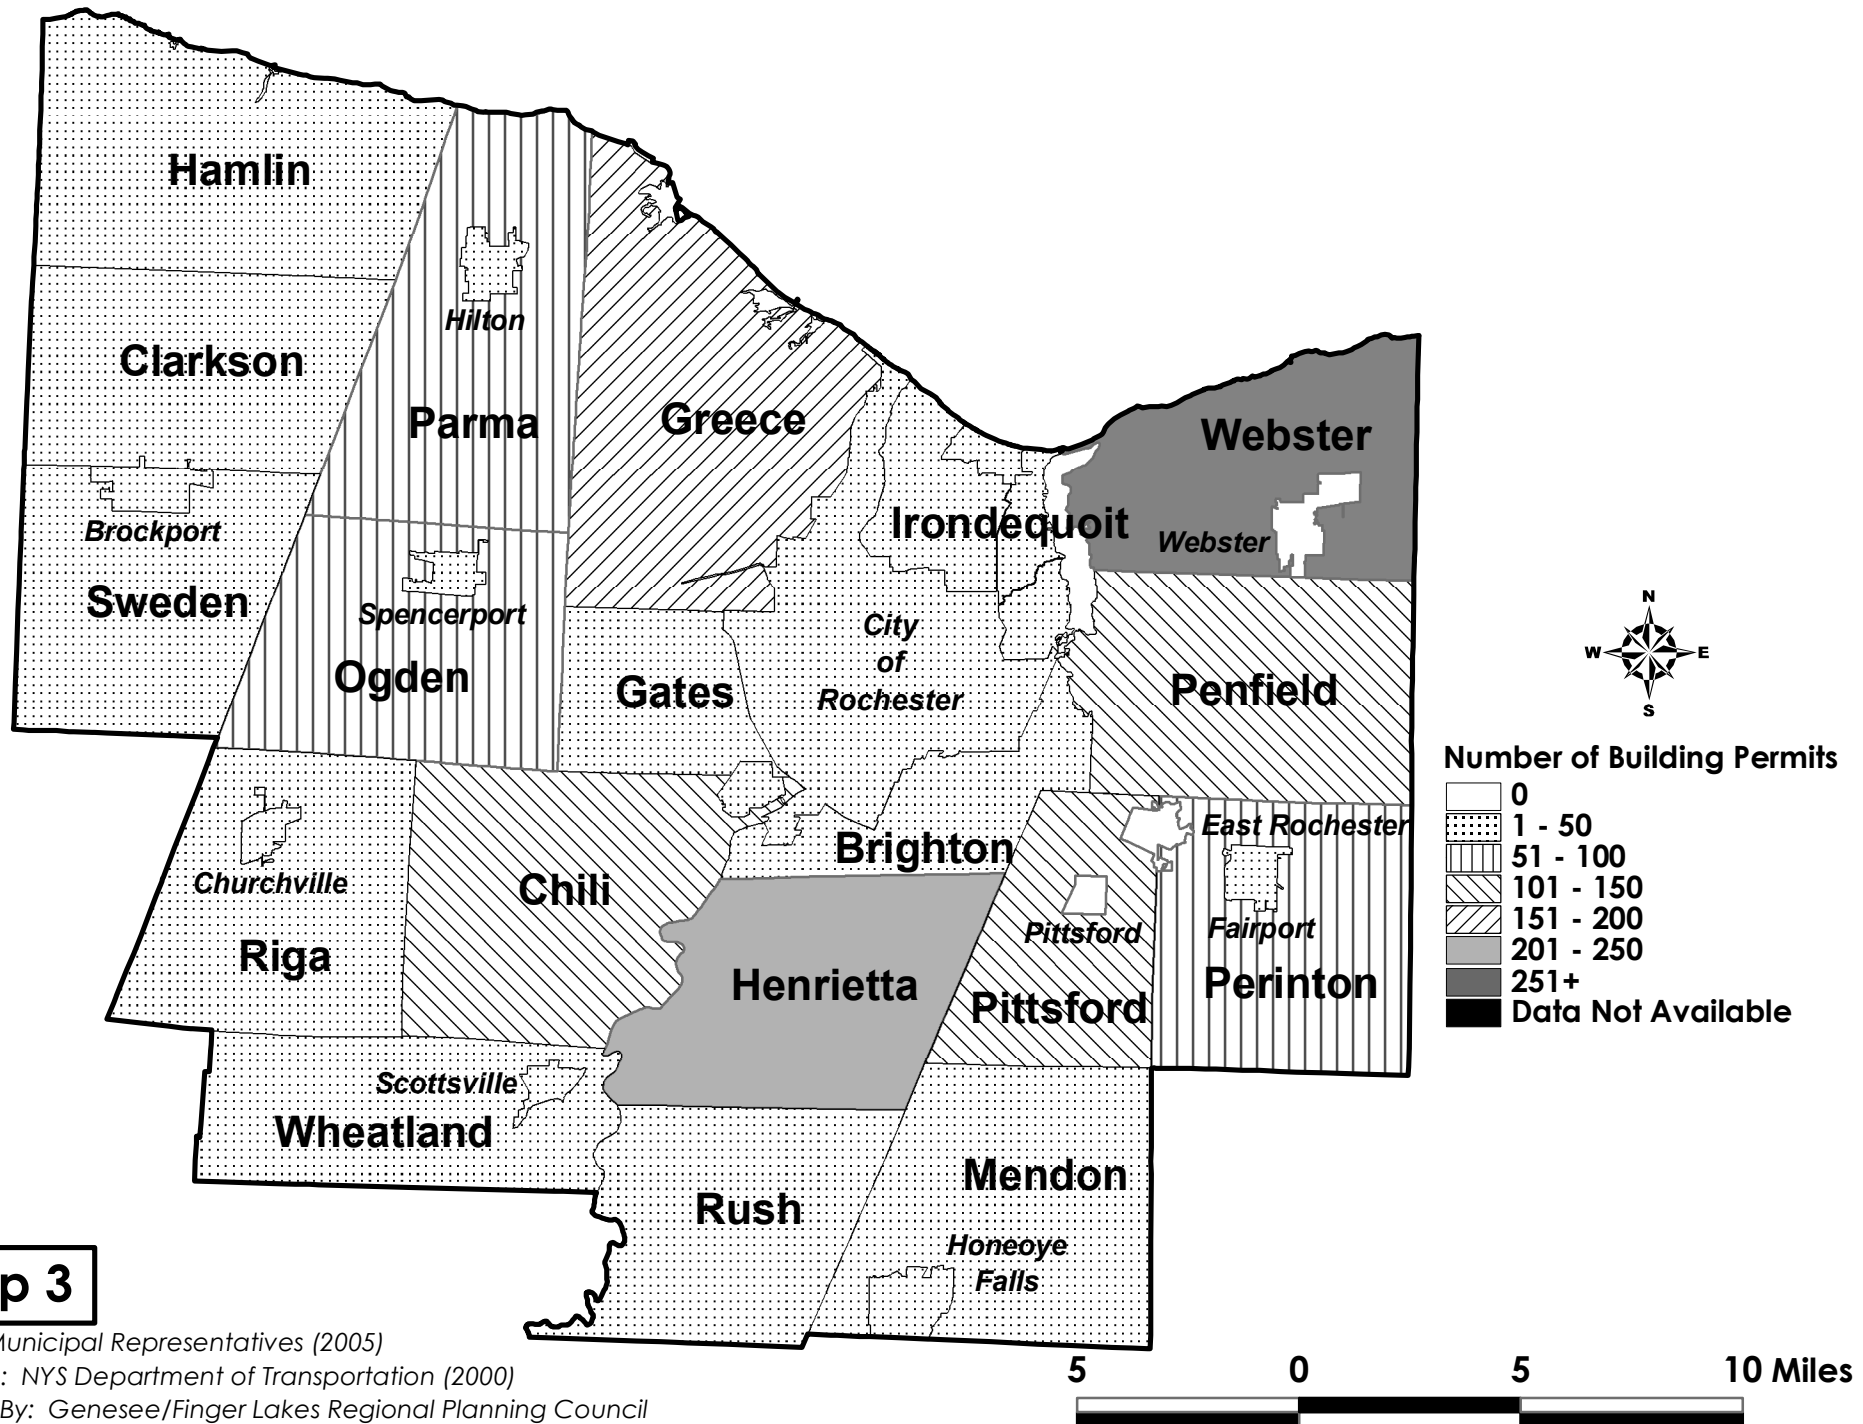 Hamlin
Clarkson
Hilton
Parma
Greece
Webster
Webster
Irondequoit
Brockport
Sweden
Spencerport
Ogden
Gates
City
of
Rochester
Penfield
N
W E
S
Number of Building Permits
0
1 - 50
51 - 100
101 - 150
151 - 200
201 - 250
251+
Data Not Available
East Rochester
Brighton
Churchville
Chili
Riga
Pittsford
Fairport
Henrietta
Perinton
Pittsford
Scottsville
Wheatland
Mendon
Rush
Honeoye
Falls
p 3
Municipal Representatives (2005)
: NYS Department of Transportation (2000)
By: Genesee/Finger Lakes Regional Planning Council
5 0 5 10 Miles